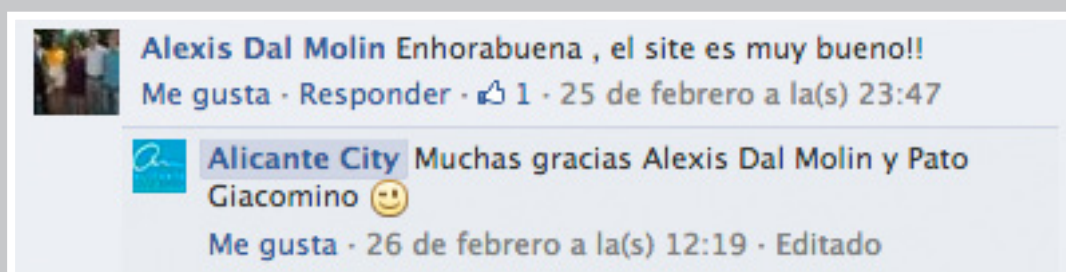 Alexis Dal Molin Enhorabuena , el site es muy bueno!!
Me gusta · Responder · 1 · 25 de febrero a la(s) 23:47
Alicante City Muchas gracias Alexis Dal Molin y Pato
Giacomino
Me gusta · 26 de febrero a la(s) 12:19 · Editado